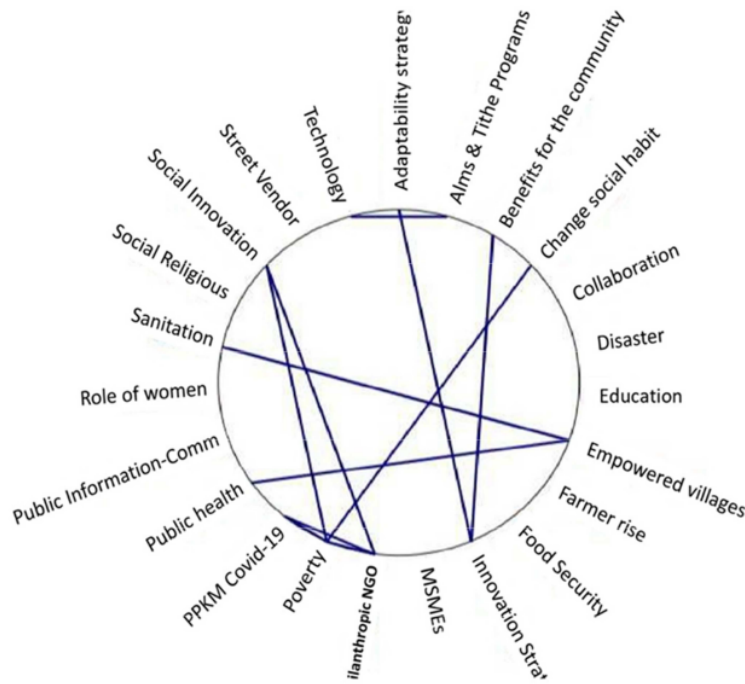 Adaptability strateg
Alms & Tithe Programs
Benefits for the community
Change social habit
Collaboration
Disaster
Education
Empowered villages
Farmer rise
Food Security
Innovation Strat
MSMEs
ilanthropic NGO
Poverty
PPKM Covid-19
Public health
Public Information-Comm
Role of women
Sanitation
Social Religious
Social Innovation
Street Vendor
Technology